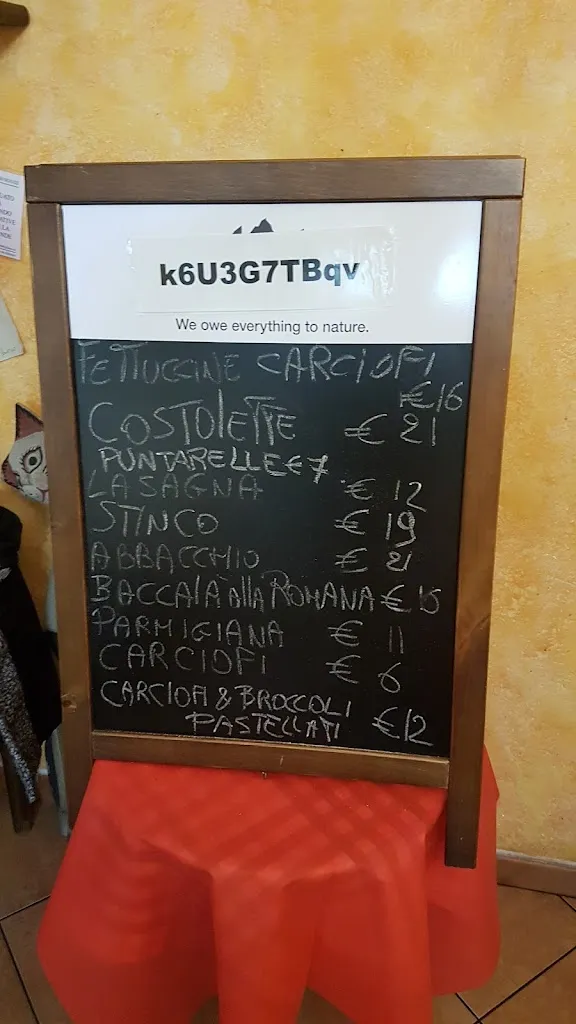 k6U3G7TBqv
We owe everything to nature.
FETTUCCINE CARCIOFI
€16
COSTOLETTE € 21
PUNTARELLE € 7
LASAGNA € 12
STINCO € 19
ABBACCHIO € 21
BACCALÀ alla ROMANA €
PARMIGIANA € 11
CARCIOFI € 6
CARCIOFI & BROCCOLI
PASTELLATI €12